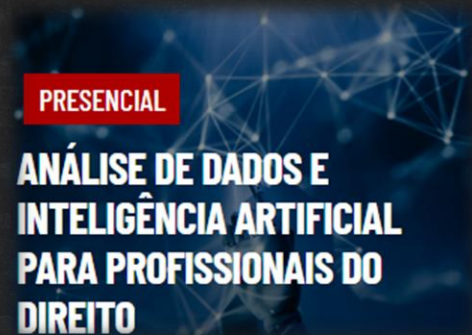 PRESENCIAL
ANÁLISE DE DADOS E
INTELIGÊNCIA ARTIFICIAL
PARA PROFISSIONAIS DO
DIREITO